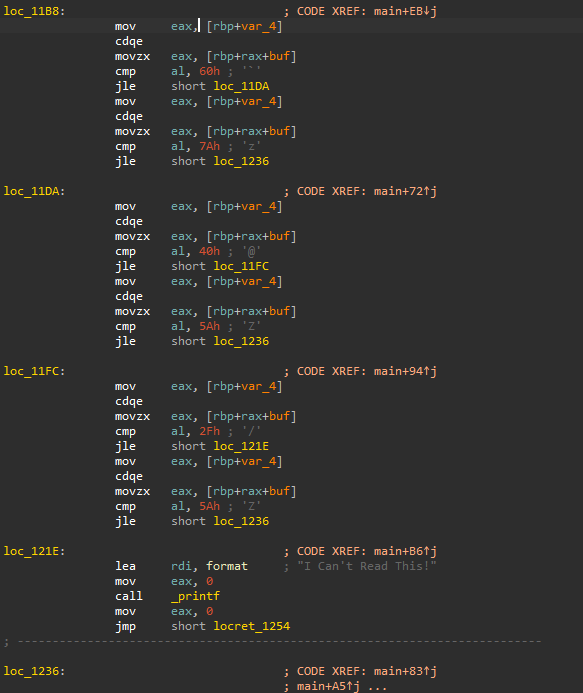 loc_11B8: ; CODE XREF: main+EB↓j
mov eax, [rbp+var_4]
cdqe
movzx eax, [rbp+rax+buf]
cmp al, 60h ; '`'
jle short loc_11DA
mov eax, [rbp+var_4]
cdqe
movzx eax, [rbp+rax+buf]
cmp al, 7Ah ; 'z'
jle short loc_1236
loc_11DA: ; CODE XREF: main+72↑j
mov eax, [rbp+var_4]
cdqe
movzx eax, [rbp+rax+buf]
cmp al, 40h ; '@'
jle short loc_11FC
mov eax, [rbp+var_4]
cdqe
movzx eax, [rbp+rax+buf]
cmp al, 5Ah ; 'Z'
jle short loc_1236
loc_11FC: ; CODE XREF: main+94↑j
mov eax, [rbp+var_4]
cdqe
movzx eax, [rbp+rax+buf]
cmp al, 2Fh ; '/'
jle short loc_121E
mov eax, [rbp+var_4]
cdqe
movzx eax, [rbp+rax+buf]
cmp al, 5Ah ; 'Z'
jle short loc_1236
loc_121E: ; CODE XREF: main+B6↑j
lea rdi, format ; "I Can't Read This!"
mov eax, 0
call _printf
mov eax, 0
jmp short locret_1254
; ---------------------------------------------------------------------------
loc_1236: ; CODE XREF: main+83↑j
; main+A5↑j ...